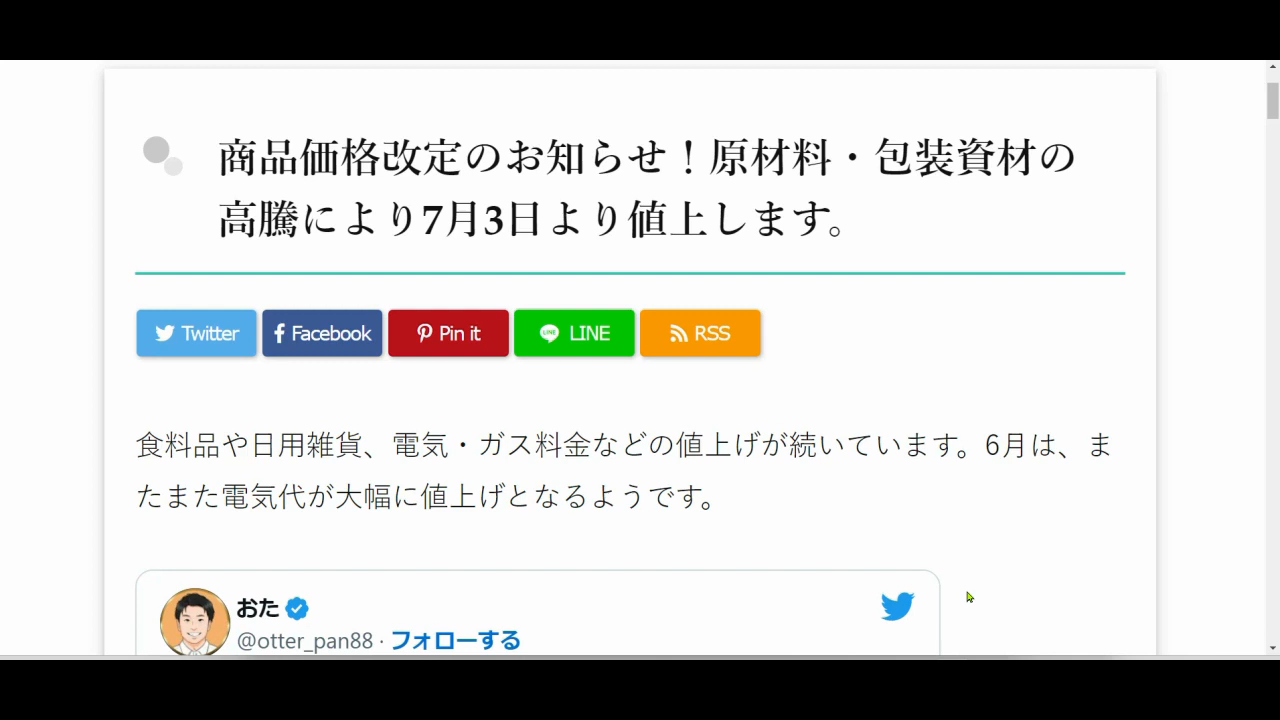 商品価格改定のお知らせ！原材料・包装資材の
高騰により7月3日より値上します。
Twitter Facebook Pin it LINE RSS
食料品や日用雑貨、電気・ガス料金などの値上げが続いています。6月は、ま
たまた電気代が大幅に値上げとなるようです。
おた
@otter_pan88 · フォローする